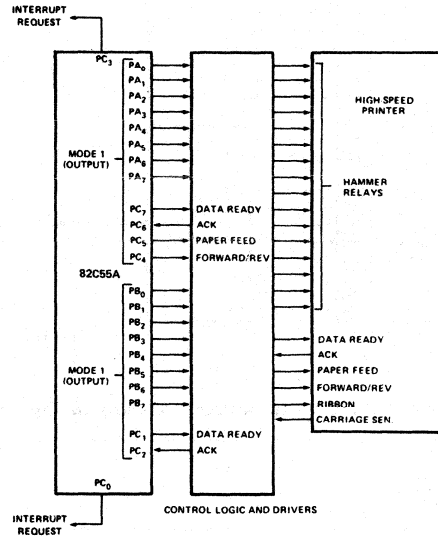 INTERRUPT
REQUEST
PC3
PA0
PA1
PA2
PA3
PA4
PA5
PA6
PA7
MODE 1
(OUTPUT)
PC7
PC6
PC5
PC4
DATA READY
ACK
PAPER FEED
FORWARD/REV
82C55A
PB0
PB1
PB2
PB3
PB4
PB5
PB6
PB7
MODE 1
(OUTPUT)
PC1
PC2
DATA READY
ACK
PC0
INTERRUPT
REQUEST
CONTROL LOGIC AND DRIVERS
HIGH SPEED
PRINTER
HAMMER
RELAYS
DATA READY
ACK
PAPER FEED
FORWARD/REV
RIBBON
CARRIAGE SEN.